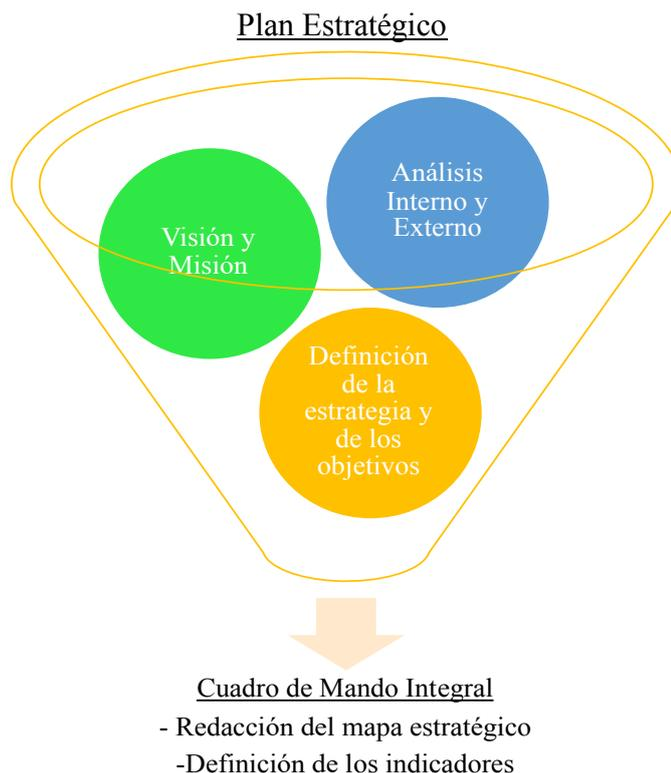 Plan Estratégico
Análisis
Interno y
Externo
Visión y
Misión
Definición
de la
estrategia y
de los
objetivos
Cuadro de Mando Integral
- Redacción del mapa estratégico
-Definición de los indicadores